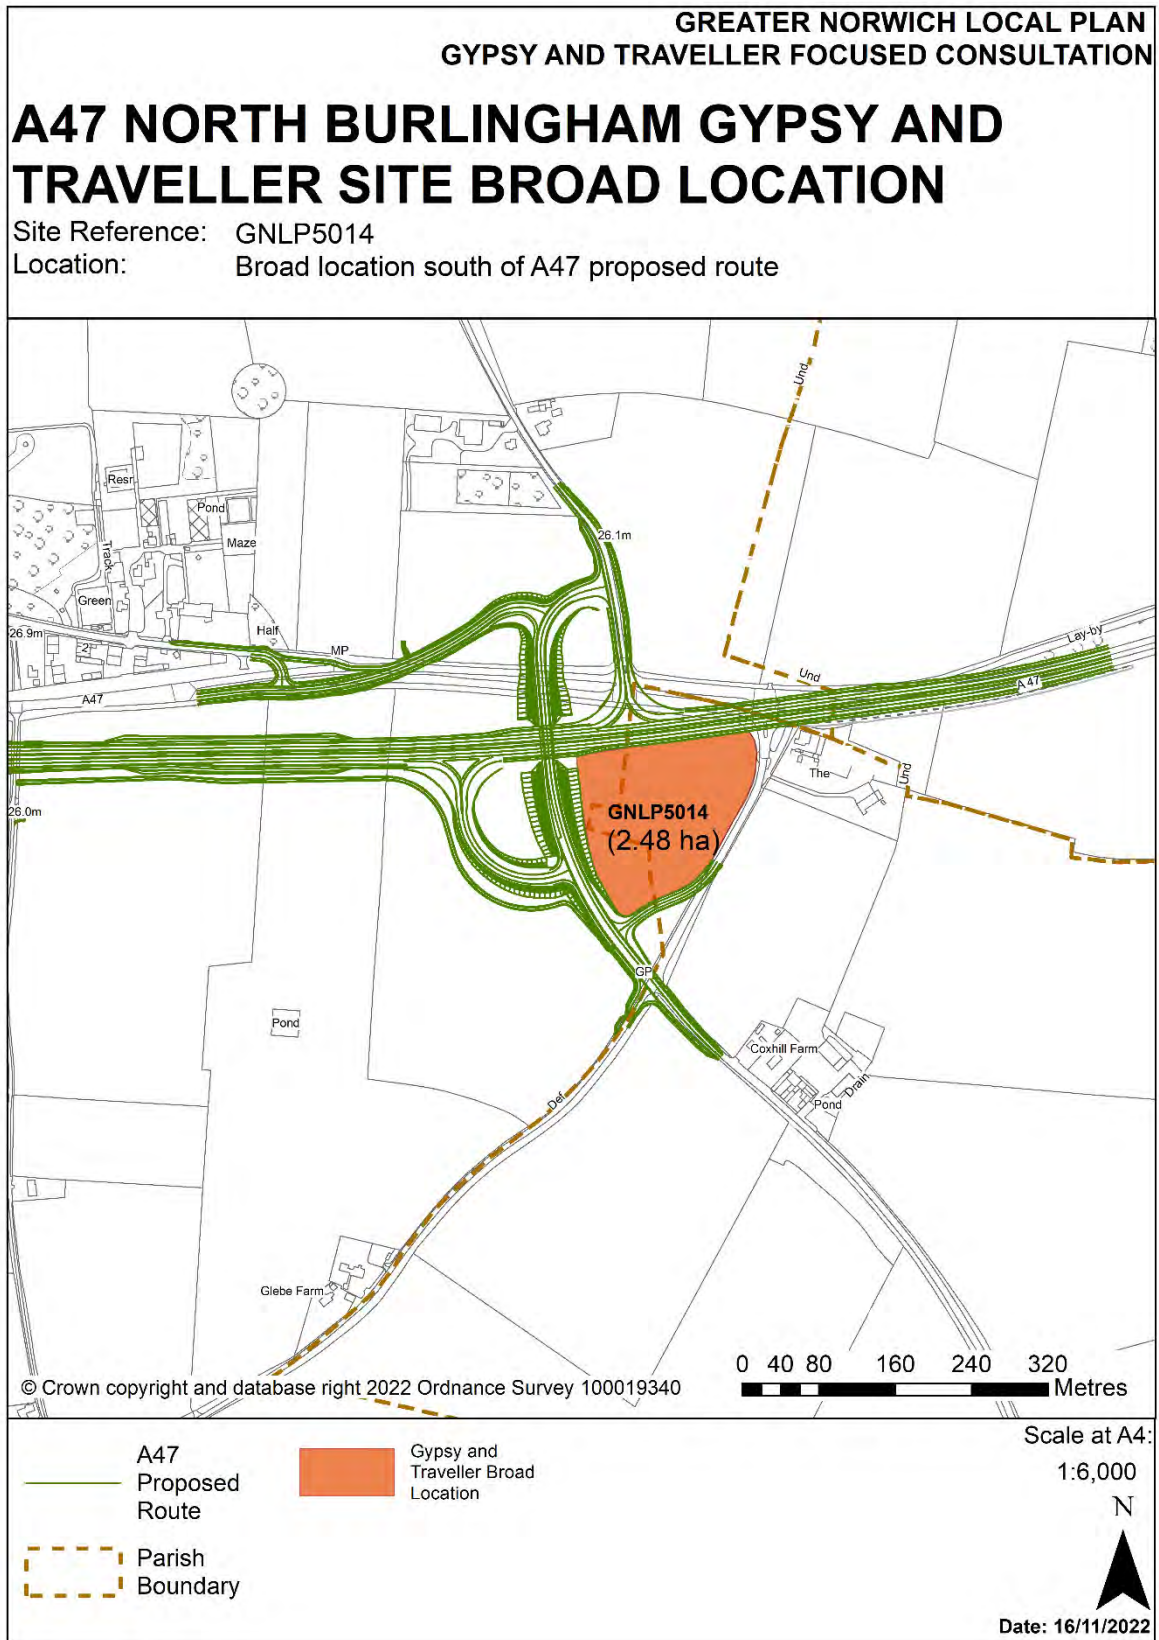 GREATER NORWICH LOCAL PLAN
GYPSY AND TRAVELLER FOCUSED CONSULTATION
A47 NORTH BURLINGHAM GYPSY AND
TRAVELLER SITE BROAD LOCATION
Site Reference: GNLP5014
Location: Broad location south of A47 proposed route
Und
Resr
Pond
Maze
26.1m
Track
Green
26.9m
Half
2
MP
Lay-by
Und
A47
A 47
The
Und
26.0m
GNLP5014
(2.48 ha)
GP
Pond
Coxhill Farm
Drain
Pond
Def
Glebe Farm
0 40 80 160 240 320
Metres
© Crown copyright and database right 2022 Ordnance Survey 100019340
A47
Proposed
Route
Gypsy and
Traveller Broad
Location
Parish
Boundary
Scale at A4:
1:6,000
N
Date: 16/11/2022